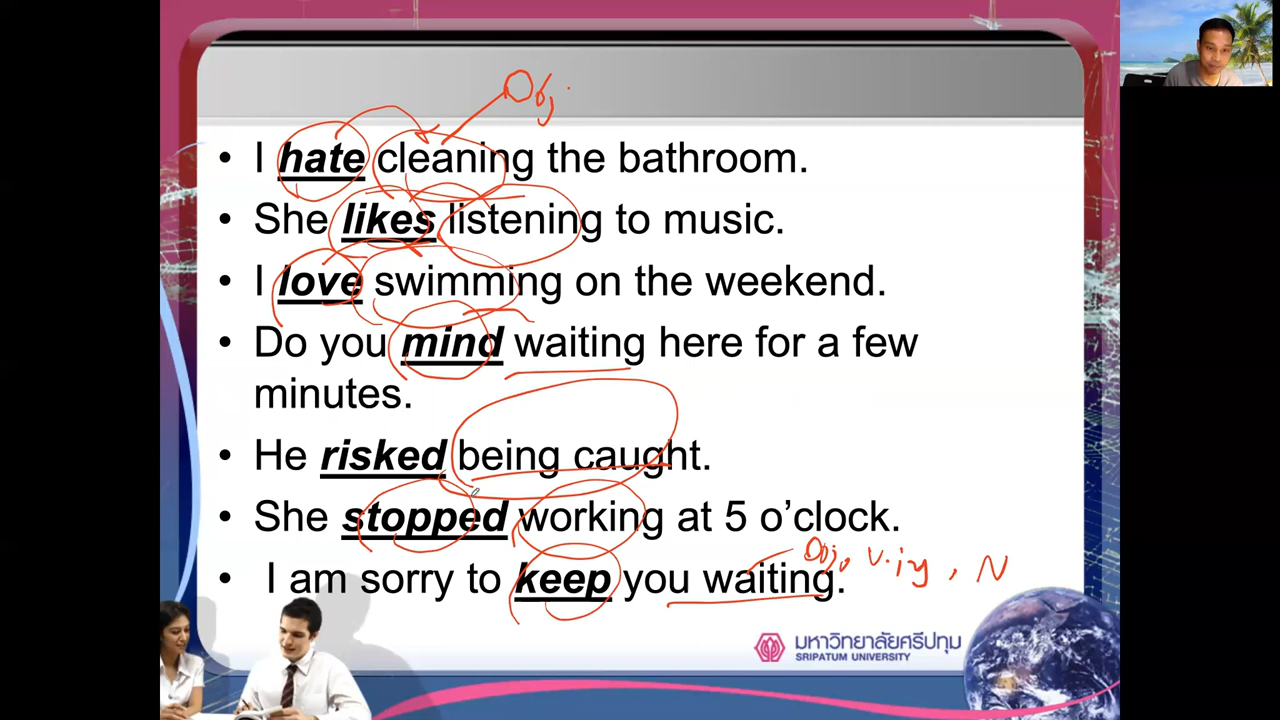 Obj.
• I hate cleaning the bathroom.
• She likes listening to music.
• I love swimming on the weekend.
• Do you mind waiting here for a few
minutes.
• He risked being caught.
• She stopped working at 5 o’clock.
Obj, V.ing, N
• I am sorry to keep you waiting.
มหาวิทยาลัยศรีปทุม
SRIPATUM UNIVERSITY